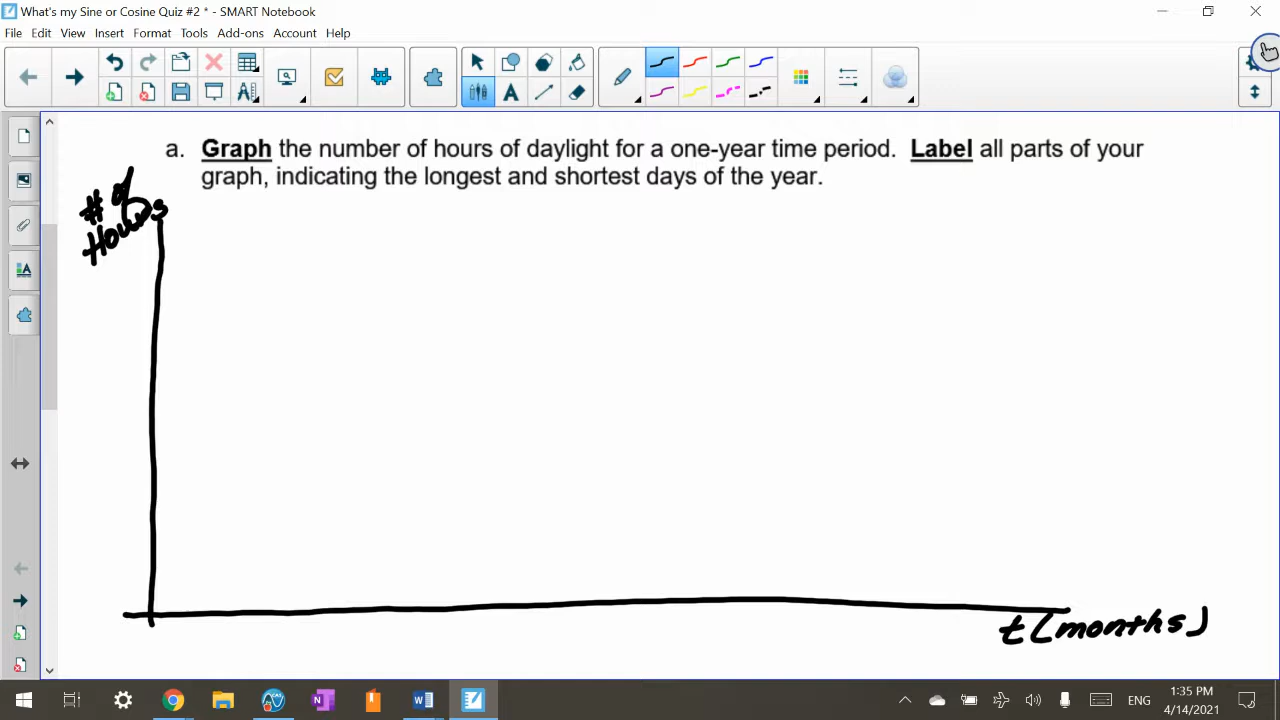 What's my Sine or Cosine Quiz #2 * - SMART Notebook
File Edit View Insert Format Tools Add-ons Account Help
a. Graph the number of hours of daylight for a one-year time period. Label all parts of your
graph, indicating the longest and shortest days of the year.
# of
Hours
t (months)
ENG
1:35 PM
4/14/2021